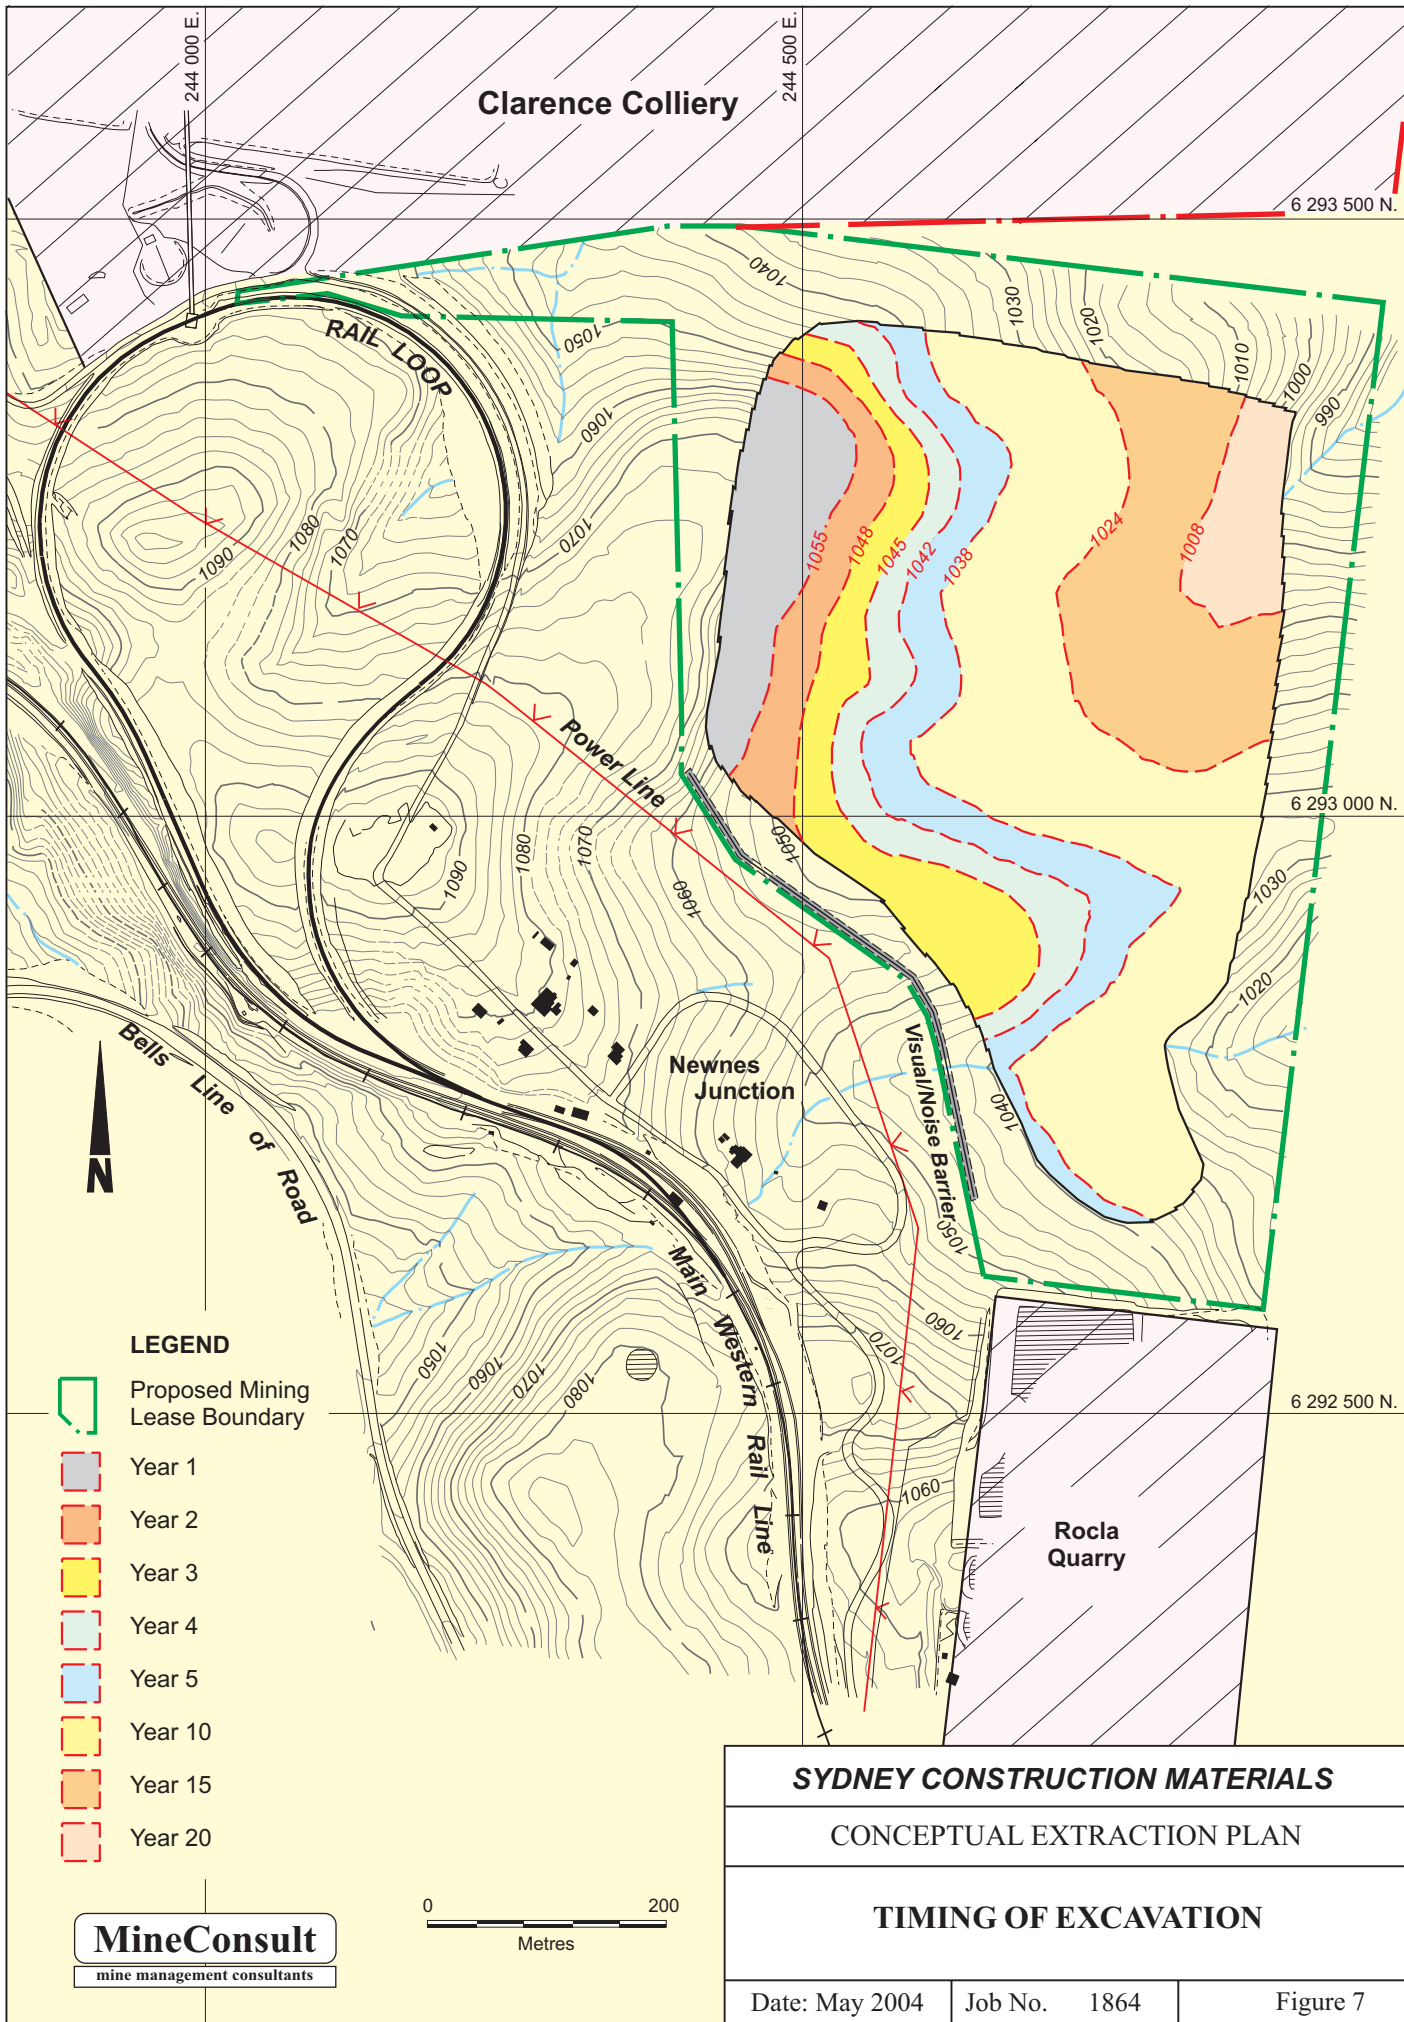 244 000 E.
244 500 E.
Clarence Colliery
6 293 500 N.
1040
1030
1020
1010
1000
990
RAIL LOOP
1050
1060
1070
1080
1070
1090
1055
1048
1045
1042
1038
1024
1008
Power Line
6 293 000 N.
1050
1080
1070
1090
1060
1030
1020
Bells Line of Road
Newnes
Junction
Visual/Noise Barrier
1040
1050
N
Main Western Rail Line
1060
1070
1050
1060
1070
1080
6 292 500 N.
1060
Rocla
Quarry
LEGEND
Proposed Mining
Lease Boundary
Year 1
Year 2
Year 3
Year 4
Year 5
Year 10
Year 15
Year 20
0 200
Metres
MineConsult
mine management consultants
SYDNEY CONSTRUCTION MATERIALS
CONCEPTUAL EXTRACTION PLAN
TIMING OF EXCAVATION
Date: May 2004 Job No. 1864 Figure 7